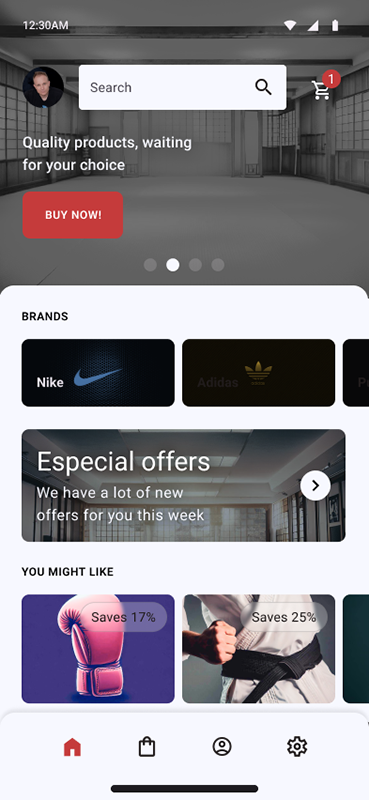 12:30AM
Search
1
Quality products, waiting
for your choice
BUY NOW!
BRANDS
Nike
Adidas
Especial offers
We have a lot of new
offers for you this week
YOU MIGHT LIKE
Saves 17%
Saves 25%